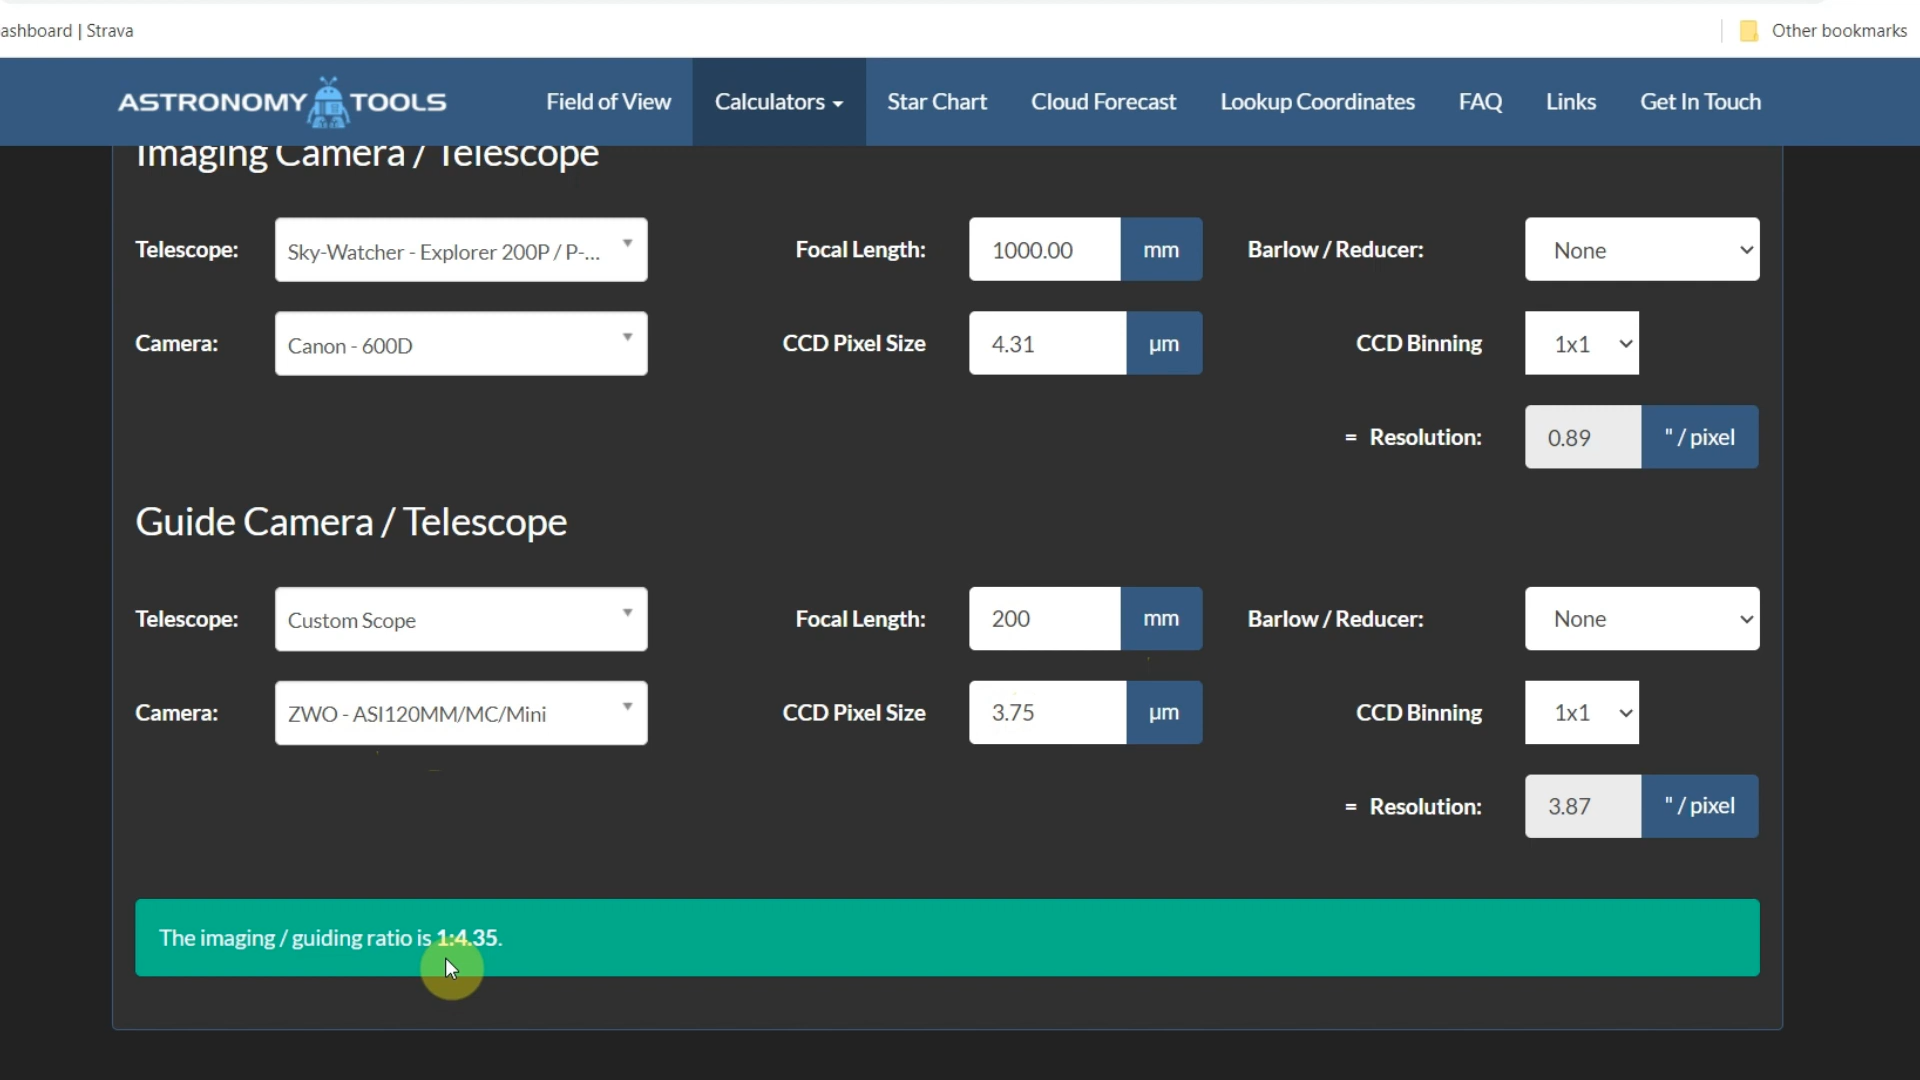 ashboard | Strava
Other bookmarks
ASTRONOMY TOOLS
Field of View
Calculators
Star Chart
Cloud Forecast
Lookup Coordinates
FAQ
Links
Get In Touch
Imaging Camera / Telescope
Telescope:
Sky-Watcher - Explorer 200P / P-...
Focal Length:
1000.00
mm
Barlow / Reducer:
None
Camera:
Canon - 600D
CCD Pixel Size
4.31
µm
CCD Binning
1x1
= Resolution:
0.89
" / pixel
Guide Camera / Telescope
Telescope:
Custom Scope
Focal Length:
200
mm
Barlow / Reducer:
None
Camera:
ZWO - ASI120MM/MC/Mini
CCD Pixel Size
3.75
µm
CCD Binning
1x1
= Resolution:
3.87
" / pixel
The imaging / guiding ratio is 1:4.35.